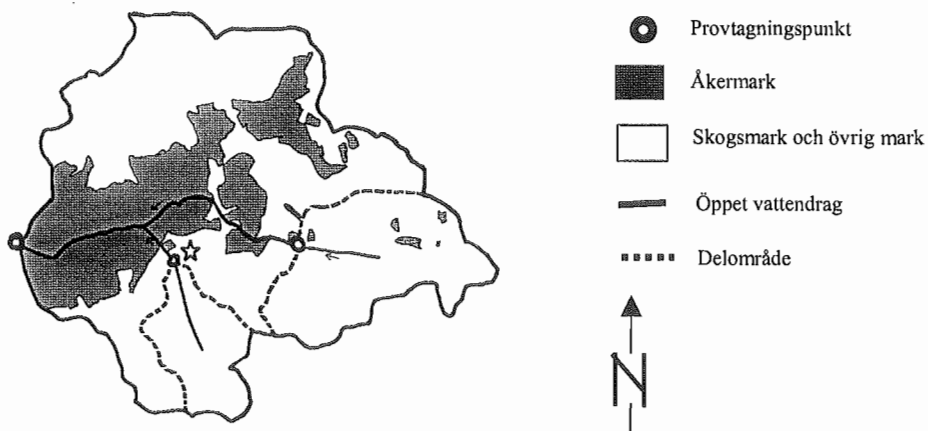 Provtagningspunkt
Åkermark
Skogsmark och övrig mark
Öppet vattendrag
Delområde
N